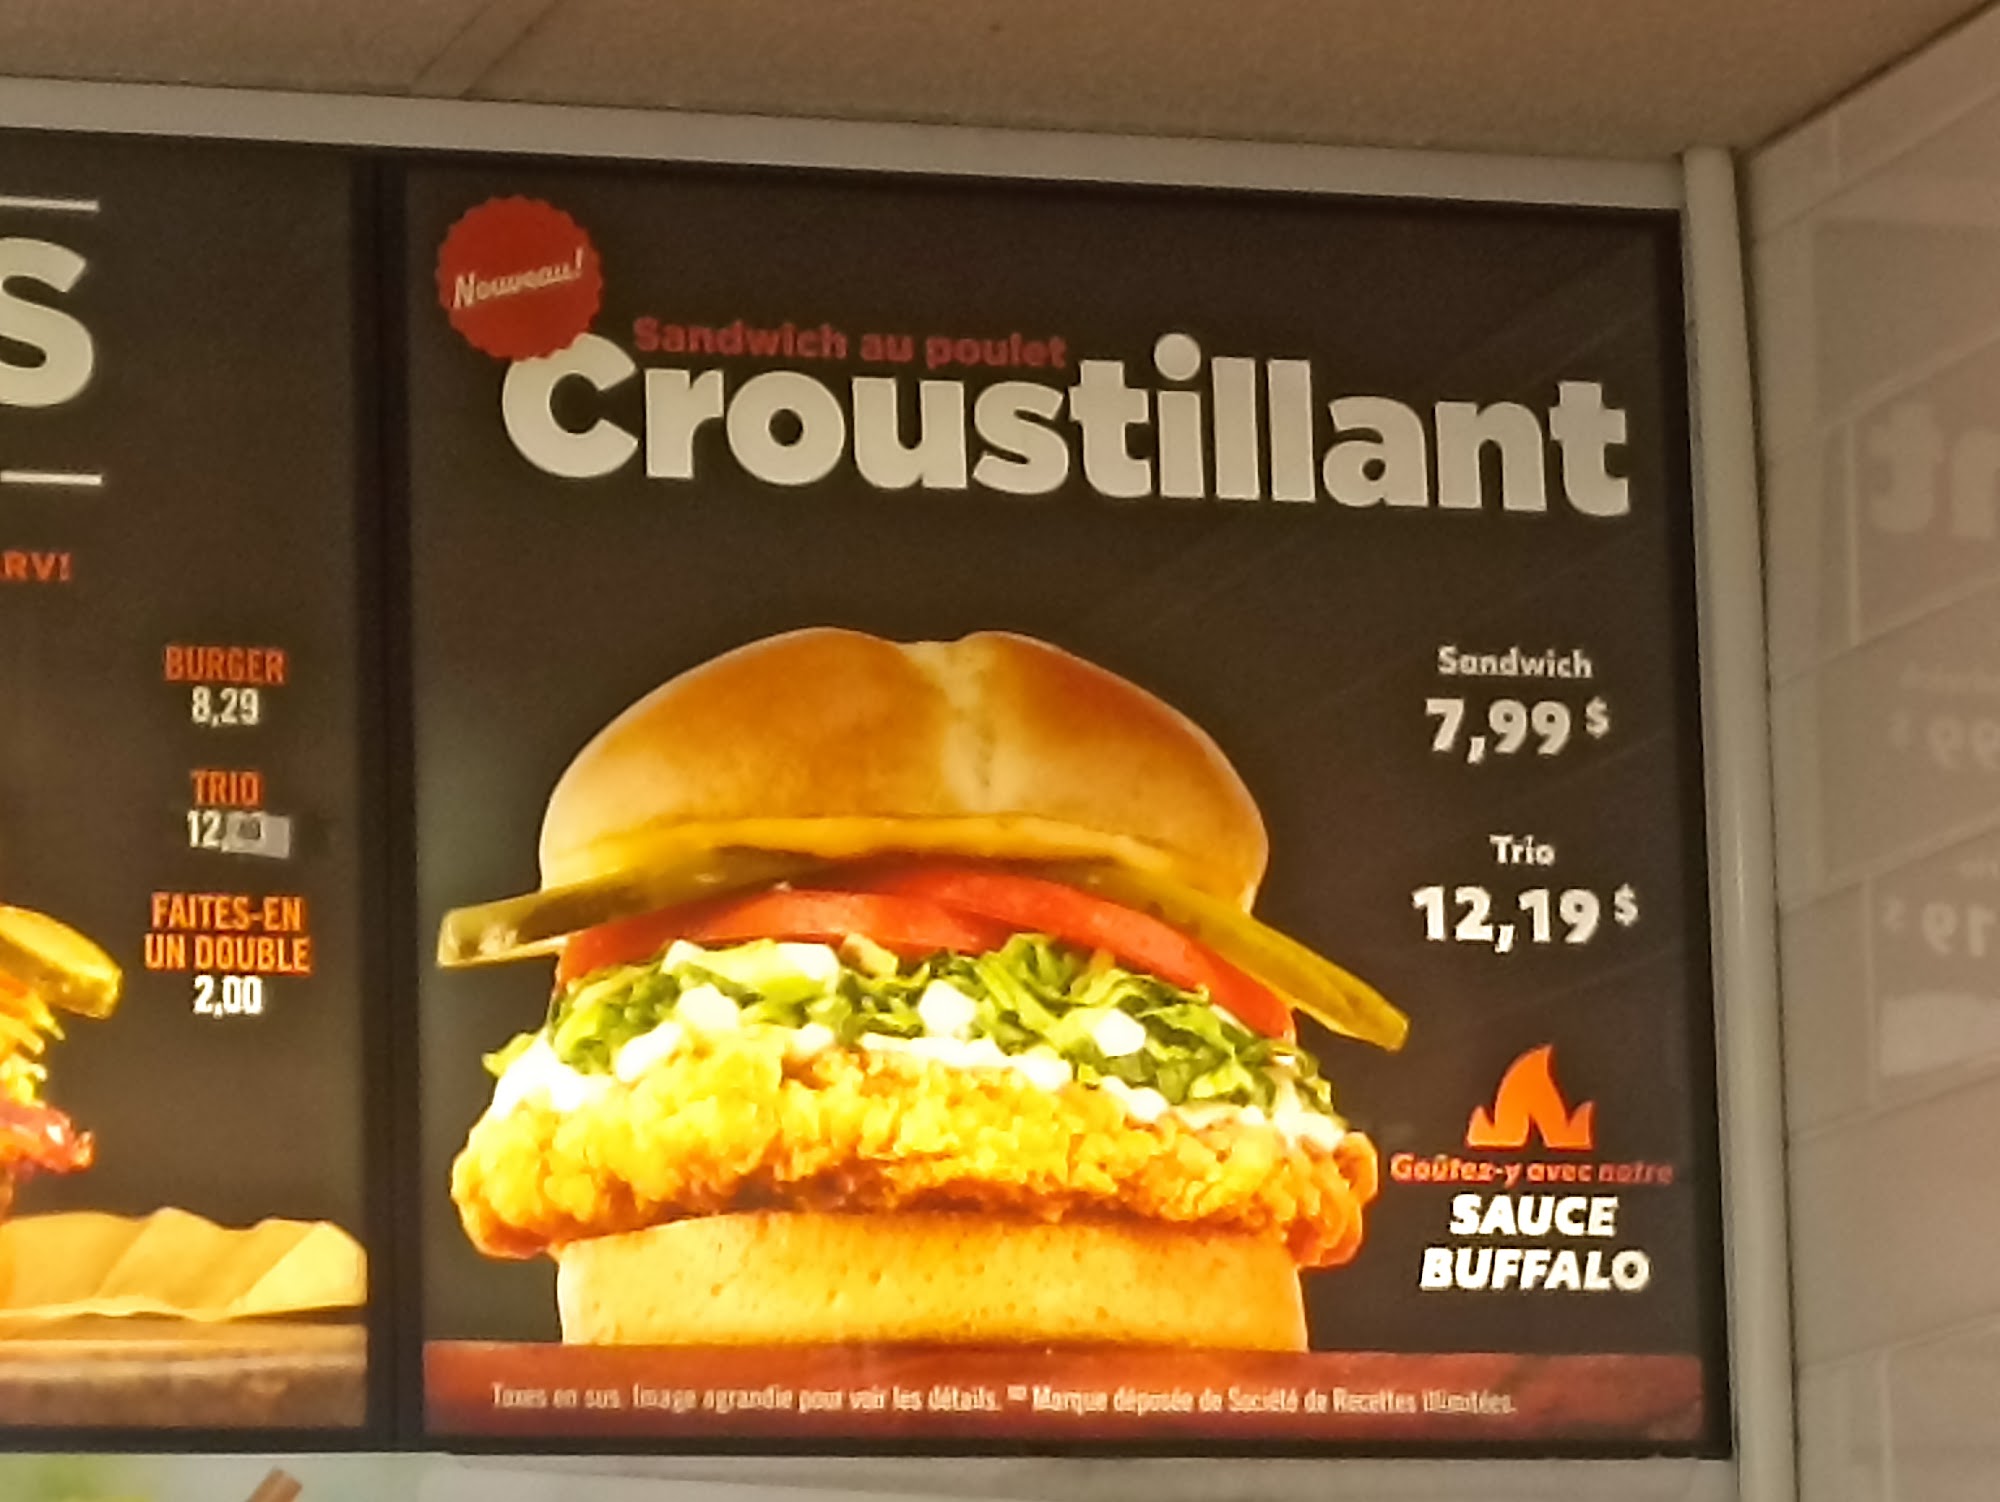 S
RV!
BURGER
8,29
TRIO
12,
FAITES-EN
UN DOUBLE
2,00
Nouveau!
Sandwich au poulet
Croustillant
Sandwich
7,99 $
Trio
12,19 $
Goûtez-y avec notre
SAUCE
BUFFALO
Taxes en sus. Image agrandie pour voir les détails. MD Marque déposée de Société de Recettes illimitées.